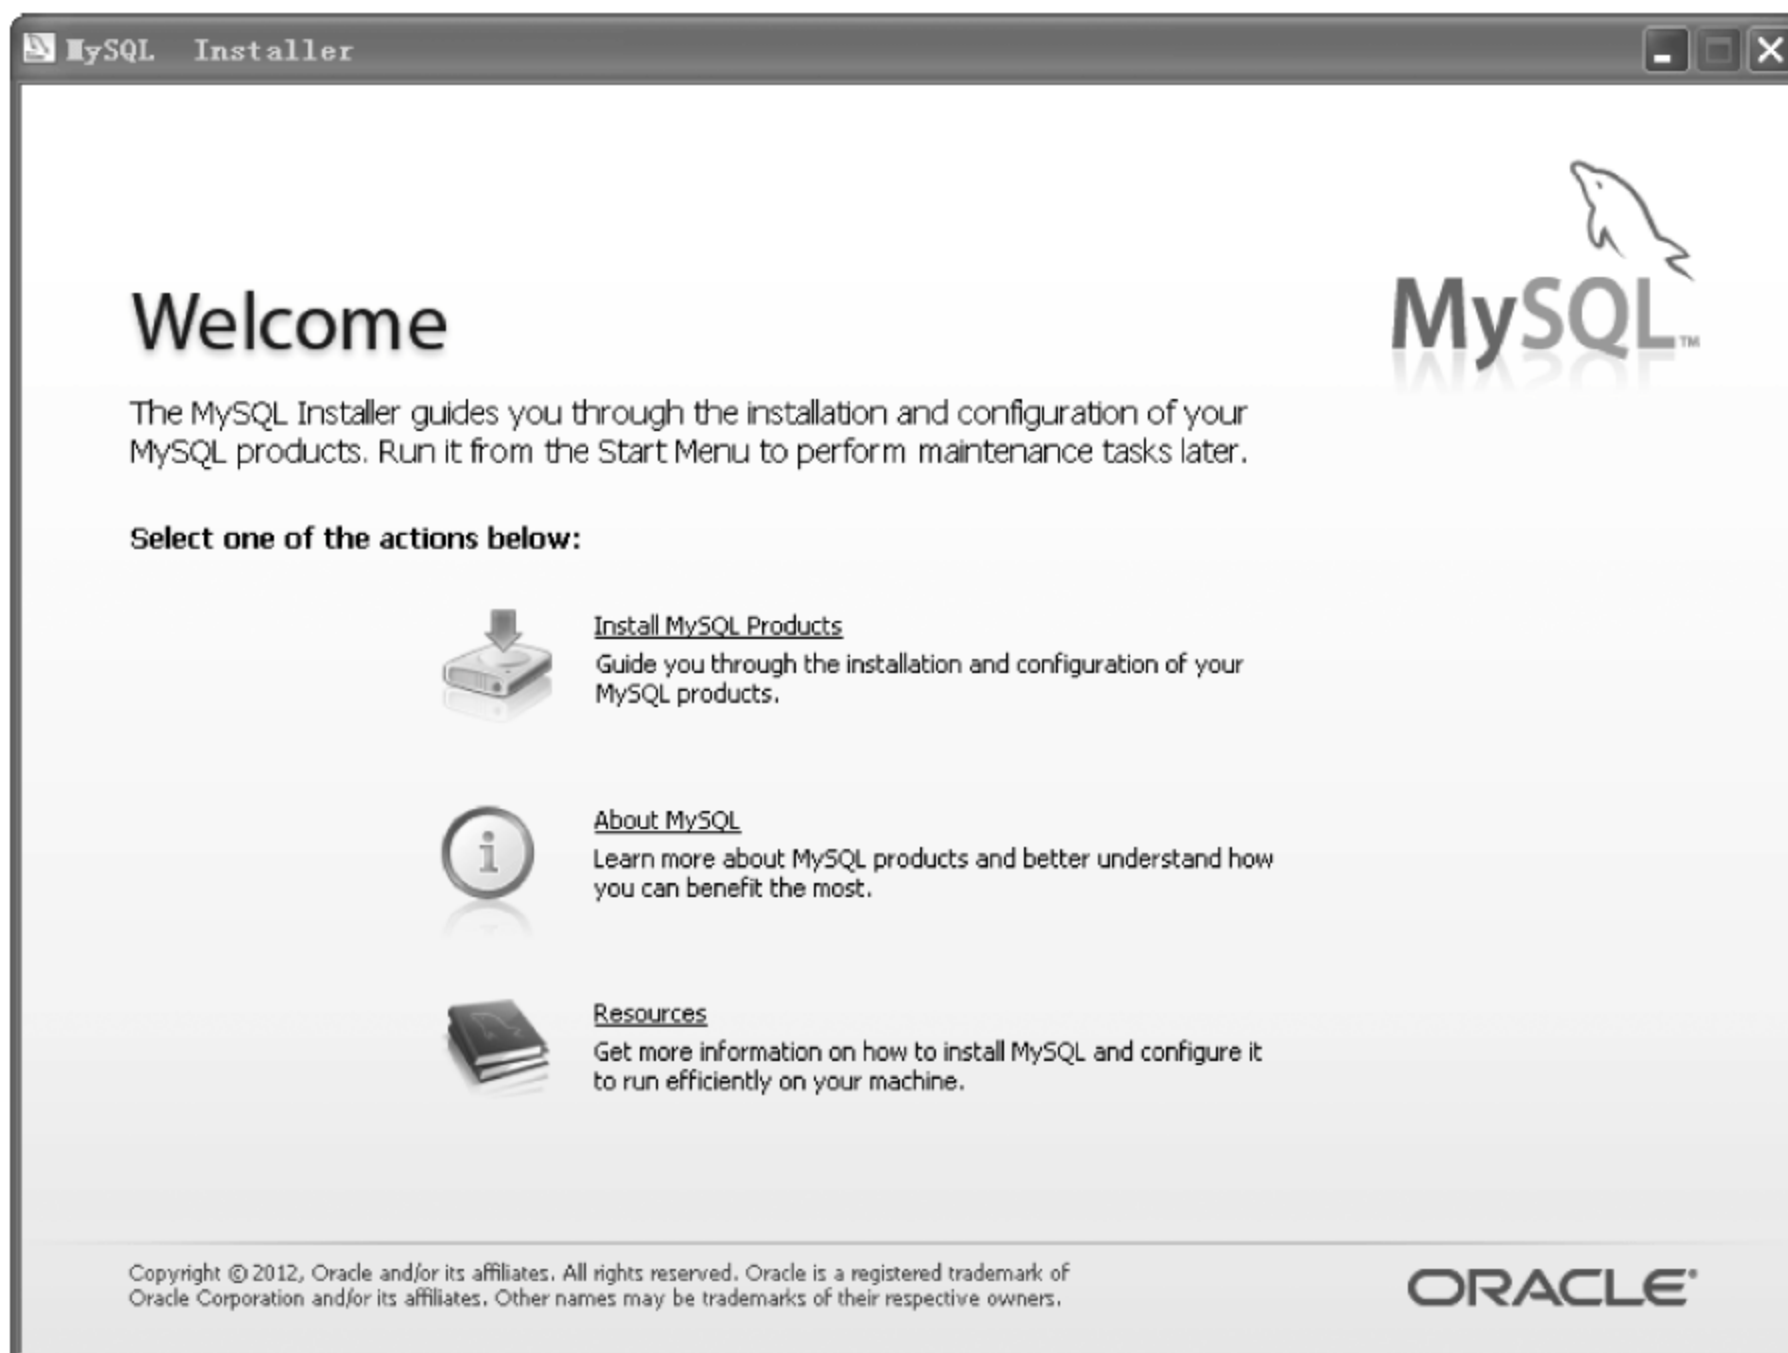 MySQL Installer
MySQL™
Welcome
The MySQL Installer guides you through the installation and configuration of your
MySQL products. Run it from the Start Menu to perform maintenance tasks later.
Select one of the actions below:
Install MySQL Products
Guide you through the installation and configuration of your
MySQL products.
About MySQL
Learn more about MySQL products and better understand how
you can benefit the most.
Resources
Get more information on how to install MySQL and configure it
to run efficiently on your machine.
Copyright © 2012, Oracle and/or its affiliates. All rights reserved. Oracle is a registered trademark of
Oracle Corporation and/or its affiliates. Other names may be trademarks of their respective owners.
ORACLE